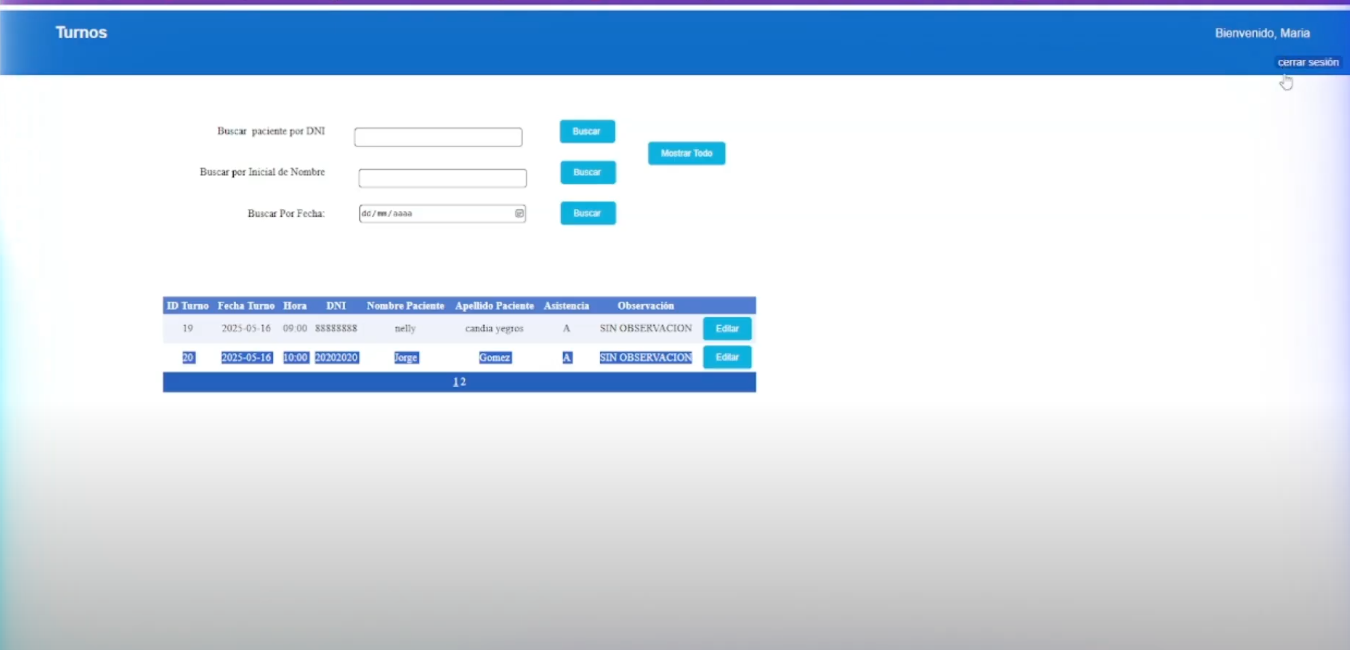 Turnos
Bienvenido, Maria
cerrar sesión
Buscar paciente por DNI
Buscar
Mostrar Todo
Buscar por Inicial de Nombre
Buscar
Buscar Por Fecha:
dd/mm/aaaa
Buscar
ID Turno Fecha Turno Hora DNI Nombre Paciente Apellido Paciente Asistencia Observación
19 2025-05-16 09:00 88888888 nelly candia yegros A SIN OBSERVACION Editar
20 2025-05-16 10:00 20202020 Jorge Gomez A SIN OBSERVACION Editar
1 2